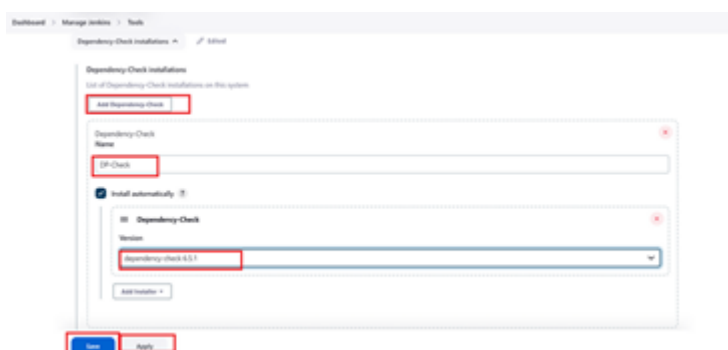 Dashboard > Manage Jenkins > Tools
Dependency-Check installations Edited
Dependency-Check installations
List of Dependency-Check installations on this system
Add Dependency-Check
Dependency-Check
Name
DP-Check
Install automatically ?
Dependency-Check
Version
dependency-check 6.5.1
Add Installer
Save Apply